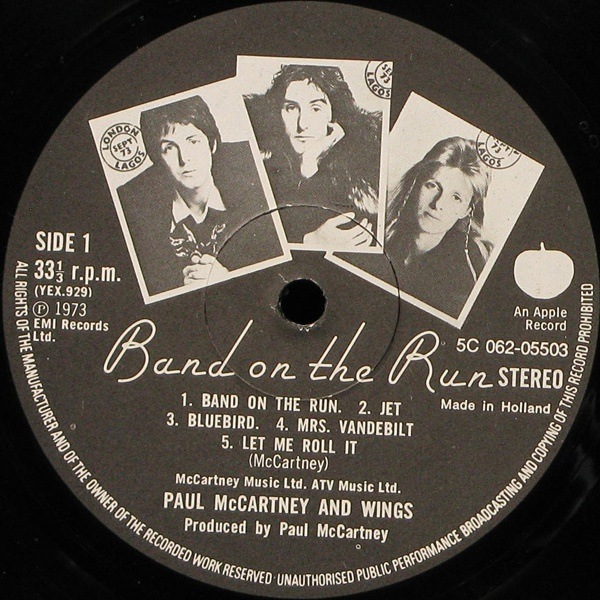 LONDON
SEPT
73
LAGOS
SEP
73
LAGOS
SEPT
73
LAGOS
SIDE 1
33⅓ r.p.m.
(YEX.929)
Ⓟ 1973
EMI Records
Ltd.
An Apple
Record
Band on the Run
5C 062-05503
STEREO
Made in Holland
1. BAND ON THE RUN. 2. JET
3. BLUEBIRD. 4. MRS. VANDEBILT
5. LET ME ROLL IT
(McCartney)
McCartney Music Ltd. ATV Music Ltd.
PAUL McCARTNEY AND WINGS
Produced by Paul McCartney
ALL RIGHTS OF THE MANUFACTURER AND OF THE OWNER OF THE RECORDED WORK RESERVED · UNAUTHORISED PUBLIC PERFORMANCE BROADCASTING AND COPYING OF THIS RECORD PROHIBITED